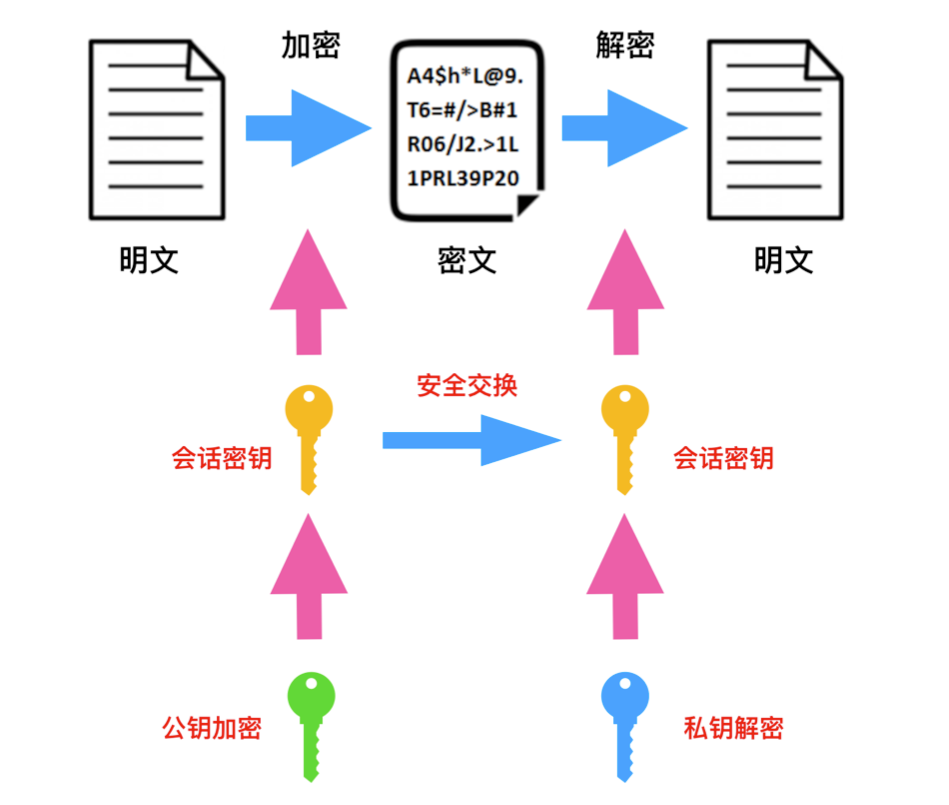 加密
解密
A4$h*L@9.
T6=#/>B#1
R06/J2.>1L
1PRL39P20
明文
密文
明文
安全交换
会话密钥
会话密钥
公钥加密
私钥解密